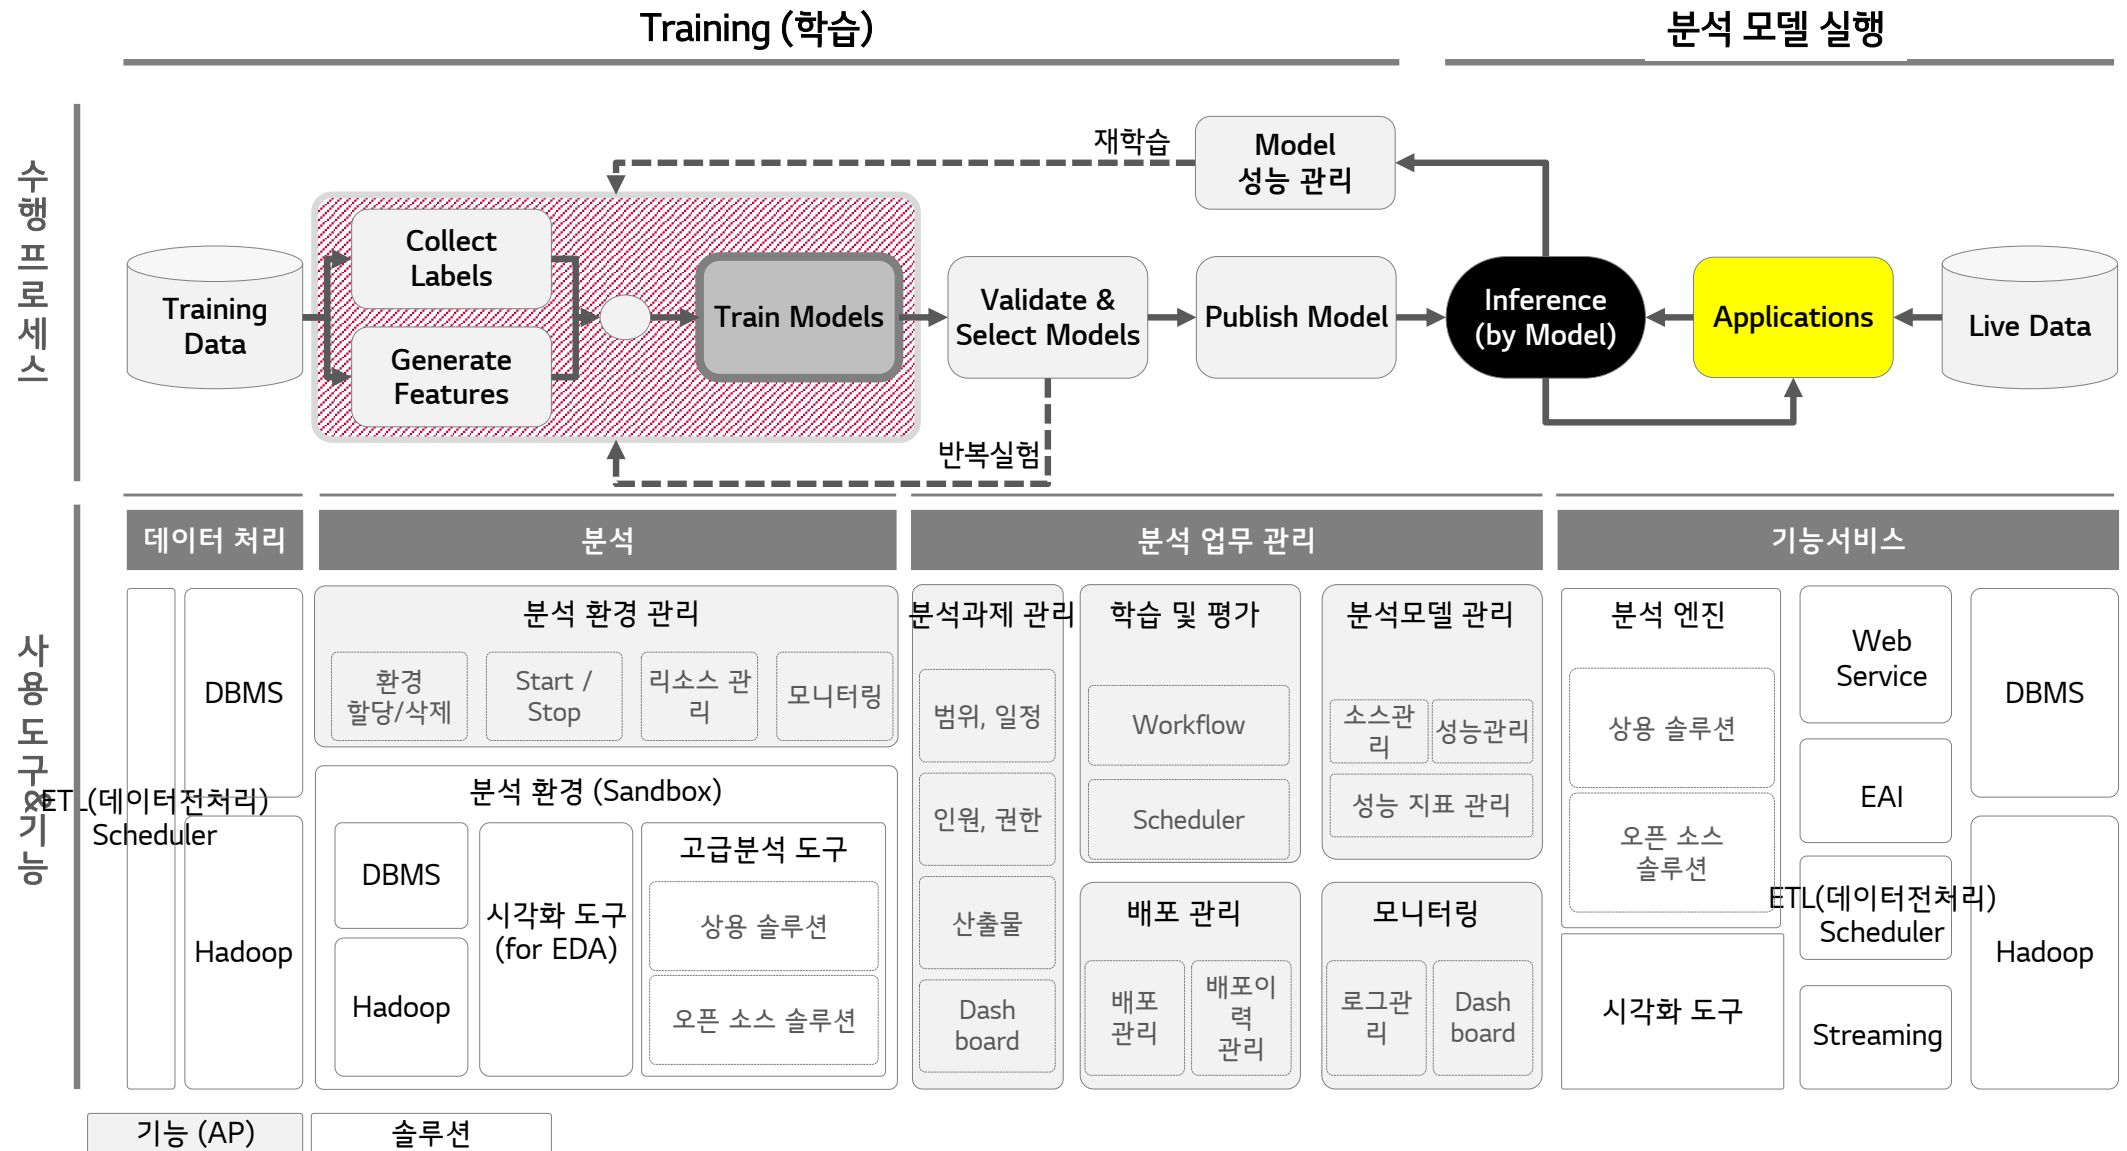 Training (학습)
분석 모델 실행
수행 프로세스
재학습
Model
성능 관리
Training
Data
Collect
Labels
Generate
Features
Train Models
Validate &
Select Models
Publish Model
Inference
(by Model)
Applications
Live Data
반복실험
사용 도구&기능
데이터 처리
분석
분석 업무 관리
기능서비스
ETL(데이터전처리)
Scheduler
DBMS
Hadoop
분석 환경 관리
환경
할당/삭제
Start /
Stop
리소스 관
리
모니터링
분석 환경 (Sandbox)
DBMS
Hadoop
시각화 도구
(for EDA)
고급분석 도구
상용 솔루션
오픈 소스 솔루션
분석과제 관리
범위, 일정
인원, 권한
산출물
Dash
board
학습 및 평가
Workflow
Scheduler
분석모델 관리
소스관
리
성능관리
성능 지표 관리
배포 관리
배포
관리
배포이
력
관리
모니터링
로그관
리
Dash
board
분석 엔진
상용 솔루션
오픈 소스
솔루션
시각화 도구
Web
Service
EAI
ETL(데이터전처리)
Scheduler
Streaming
DBMS
Hadoop
기능 (AP)
솔루션